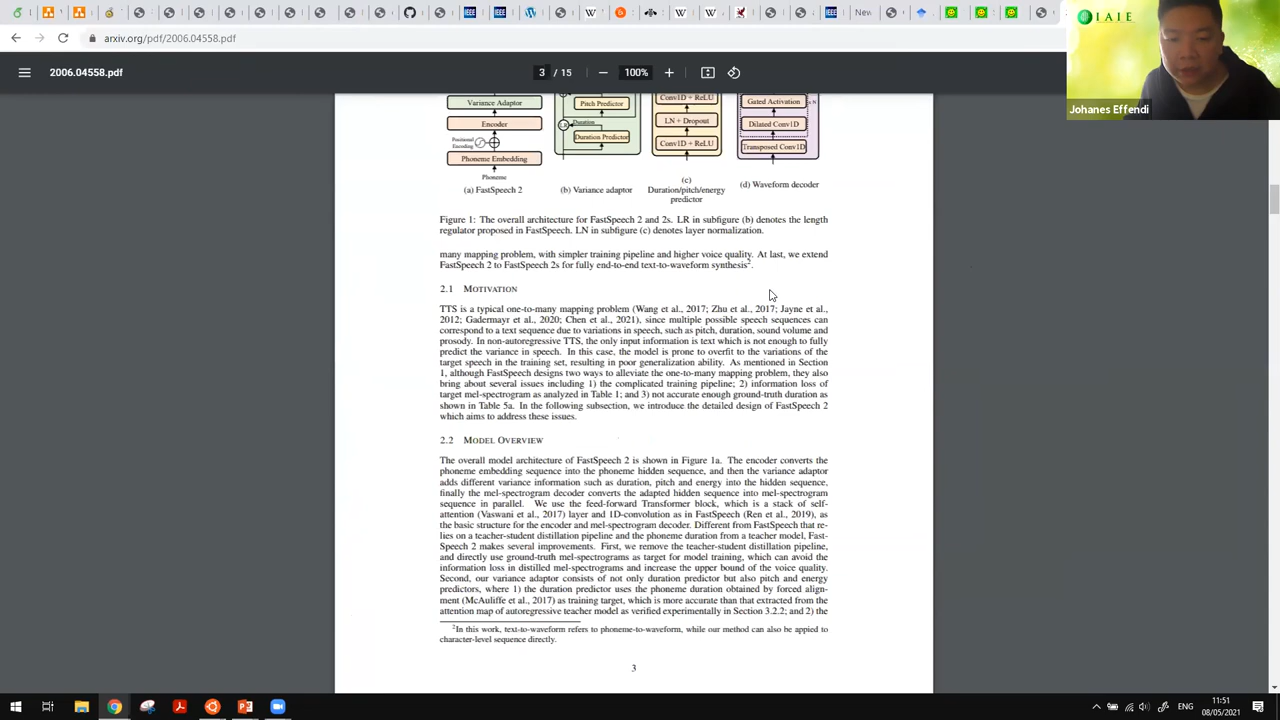 New
IAIE
arxiv.org/pdf/2006.04558.pdf
Johanes Effendi
2006.04558.pdf
3 / 15
100%
Variance Adaptor
Encoder
Positional
Encoding
Phoneme Embedding
Phoneme
(a) FastSpeech 2
Pitch Predictor
LR
Duration
Duration Predictor
(b) Variance adaptor
Conv1D + ReLU
LN + Dropout
Conv1D + ReLU
(c)
Duration/pitch/energy
predictor
Gated Activation
Dilated Conv1D
Transposed Conv1D
(d) Waveform decoder
Figure 1: The overall architecture for FastSpeech 2 and 2s. LR in subfigure (b) denotes the length
regulator proposed in FastSpeech. LN in subfigure (c) denotes layer normalization.
many mapping problem, with simpler training pipeline and higher voice quality. At last, we extend
FastSpeech 2 to FastSpeech 2s for fully end-to-end text-to-waveform synthesis2.
2.1 MOTIVATION
TTS is a typical one-to-many mapping problem (Wang et al., 2017; Zhu et al., 2017; Jayne et al.,
2012; Gadermayr et al., 2020; Chen et al., 2021), since multiple possible speech sequences can
correspond to a text sequence due to variations in speech, such as pitch, duration, sound volume and
prosody. In non-autoregressive TTS, the only input information is text which is not enough to fully
predict the variance in speech. In this case, the model is prone to overfit to the variations of the
target speech in the training set, resulting in poor generalization ability. As mentioned in Section
1, although FastSpeech designs two ways to alleviate the one-to-many mapping problem, they also
bring about several issues including 1) the complicated training pipeline; 2) information loss of
target mel-spectrogram as analyzed in Table 1; and 3) not accurate enough ground-truth duration as
shown in Table 5a. In the following subsection, we introduce the detailed design of FastSpeech 2
which aims to address these issues.
2.2 MODEL OVERVIEW
The overall model architecture of FastSpeech 2 is shown in Figure 1a. The encoder converts the
phoneme embedding sequence into the phoneme hidden sequence, and then the variance adaptor
adds different variance information such as duration, pitch and energy into the hidden sequence,
finally the mel-spectrogram decoder converts the adapted hidden sequence into mel-spectrogram
sequence in parallel. We use the feed-forward Transformer block, which is a stack of self-
attention (Vaswani et al., 2017) layer and 1D-convolution as in FastSpeech (Ren et al., 2019), as
the basic structure for the encoder and mel-spectrogram decoder. Different from FastSpeech that re-
lies on a teacher-student distillation pipeline and the phoneme duration from a teacher model, Fast-
Speech 2 makes several improvements. First, we remove the teacher-student distillation pipeline,
and directly use ground-truth mel-spectrograms as target for model training, which can avoid the
information loss in distilled mel-spectrograms and increase the upper bound of the voice quality.
Second, our variance adaptor consists of not only duration predictor but also pitch and energy
predictors, where 1) the duration predictor uses the phoneme duration obtained by forced align-
ment (McAuliffe et al., 2017) as training target, which is more accurate than that extracted from the
attention map of autoregressive teacher model as verified experimentally in Section 3.2.2; and 2) the
2In this work, text-to-waveform refers to phoneme-to-waveform, while our method can also be appied to
character-level sequence directly.
3
ENG
11:51
08/05/2021